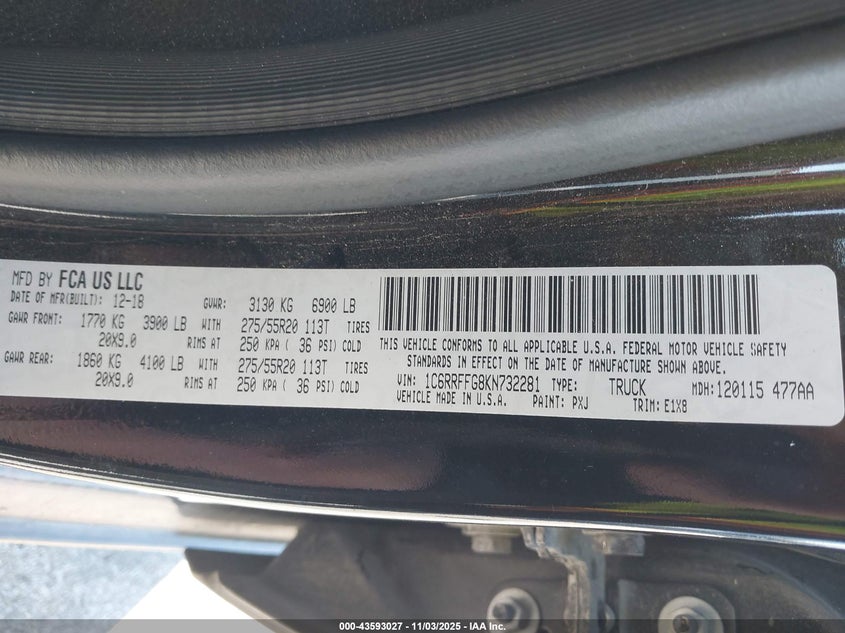 MFD BY FCA US LLC
DATE OF MFR(BUILT): 12-18 GVWR: 3130 KG 6900 LB
GAWR FRONT: 1770 KG 3900 LB WITH 275/55R20 113T TIRES
20X9.0 RIMS AT 250 KPA ( 36 PSI) COLD
GAWR REAR: 1860 KG 4100 LB WITH 275/55R20 113T TIRES
20X9.0 RIMS AT 250 KPA ( 36 PSI) COLD
THIS VEHICLE CONFORMS TO ALL APPLICABLE U.S.A. FEDERAL MOTOR VEHICLE SAFETY
STANDARDS IN EFFECT ON THE DATE OF MANUFACTURE SHOWN ABOVE.
VIN: 1C6RRFFG8KN732281 TYPE: TRUCK MDH: 120115 477AA
VEHICLE MADE IN U.S.A. PAINT: PXJ TRIM: E1X8
000-43593027 - 11/03/2025 - IAA Inc.